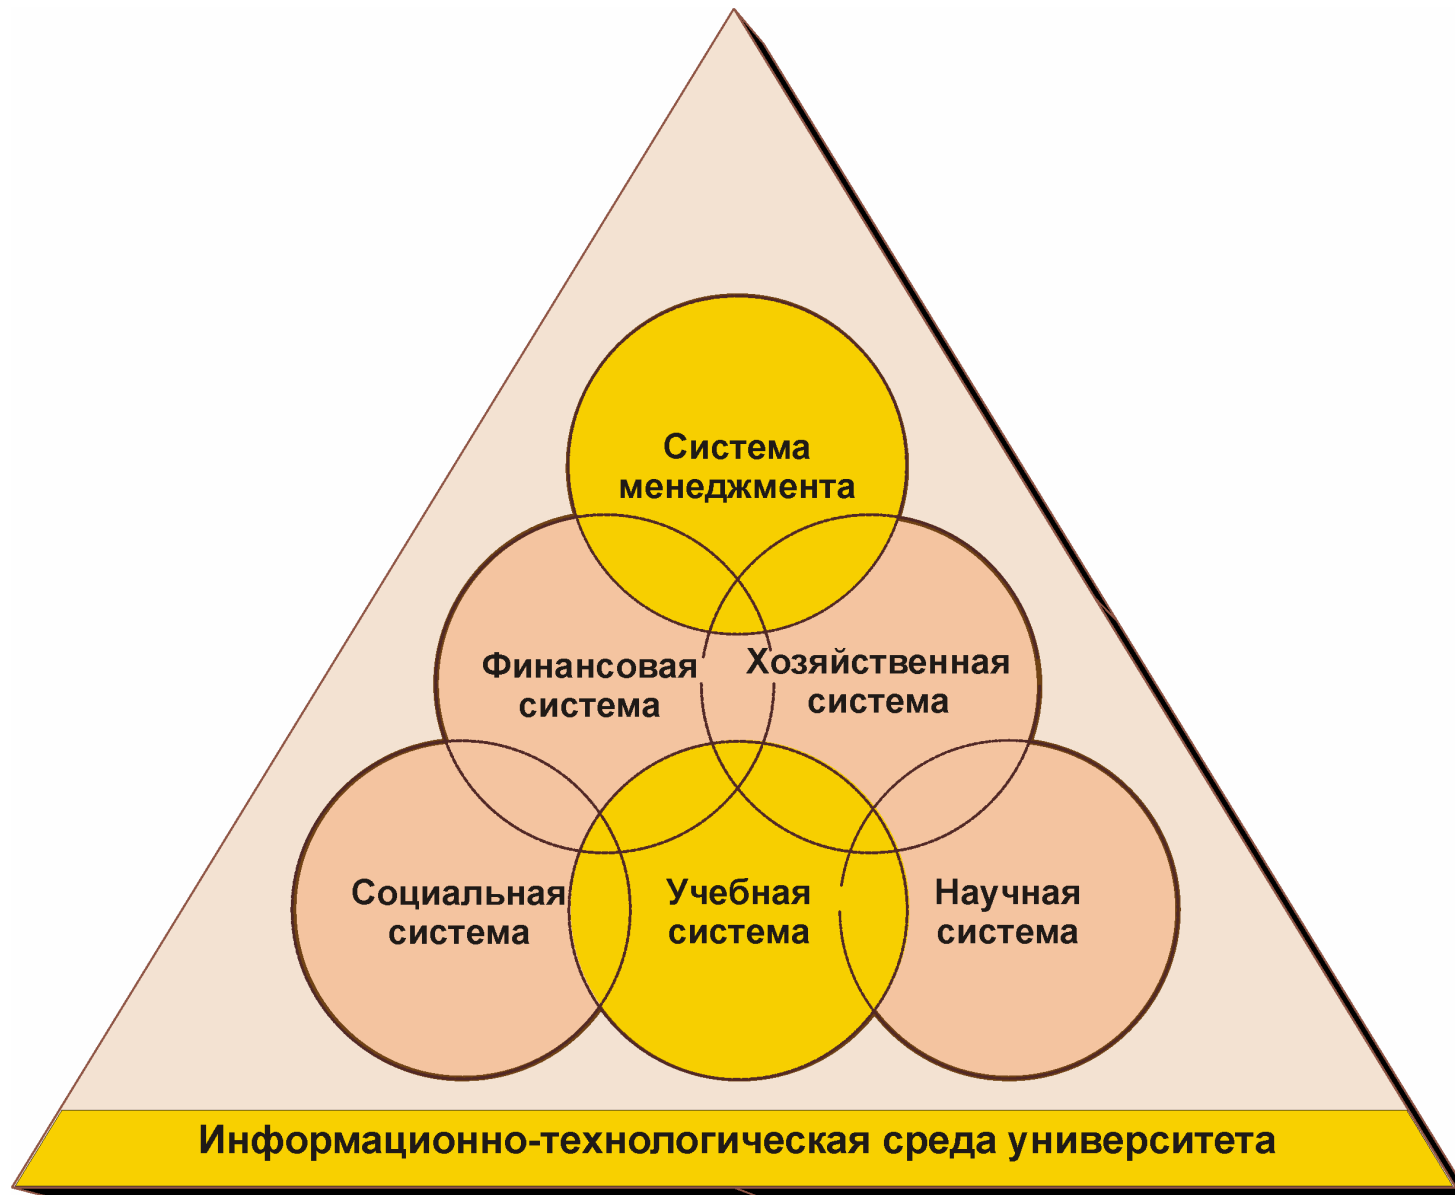 Система
менеджмента
Финансовая
система
Хозяйственная
система
Социальная
система
Учебная
система
Научная
система
Информационно-технологическая среда университета